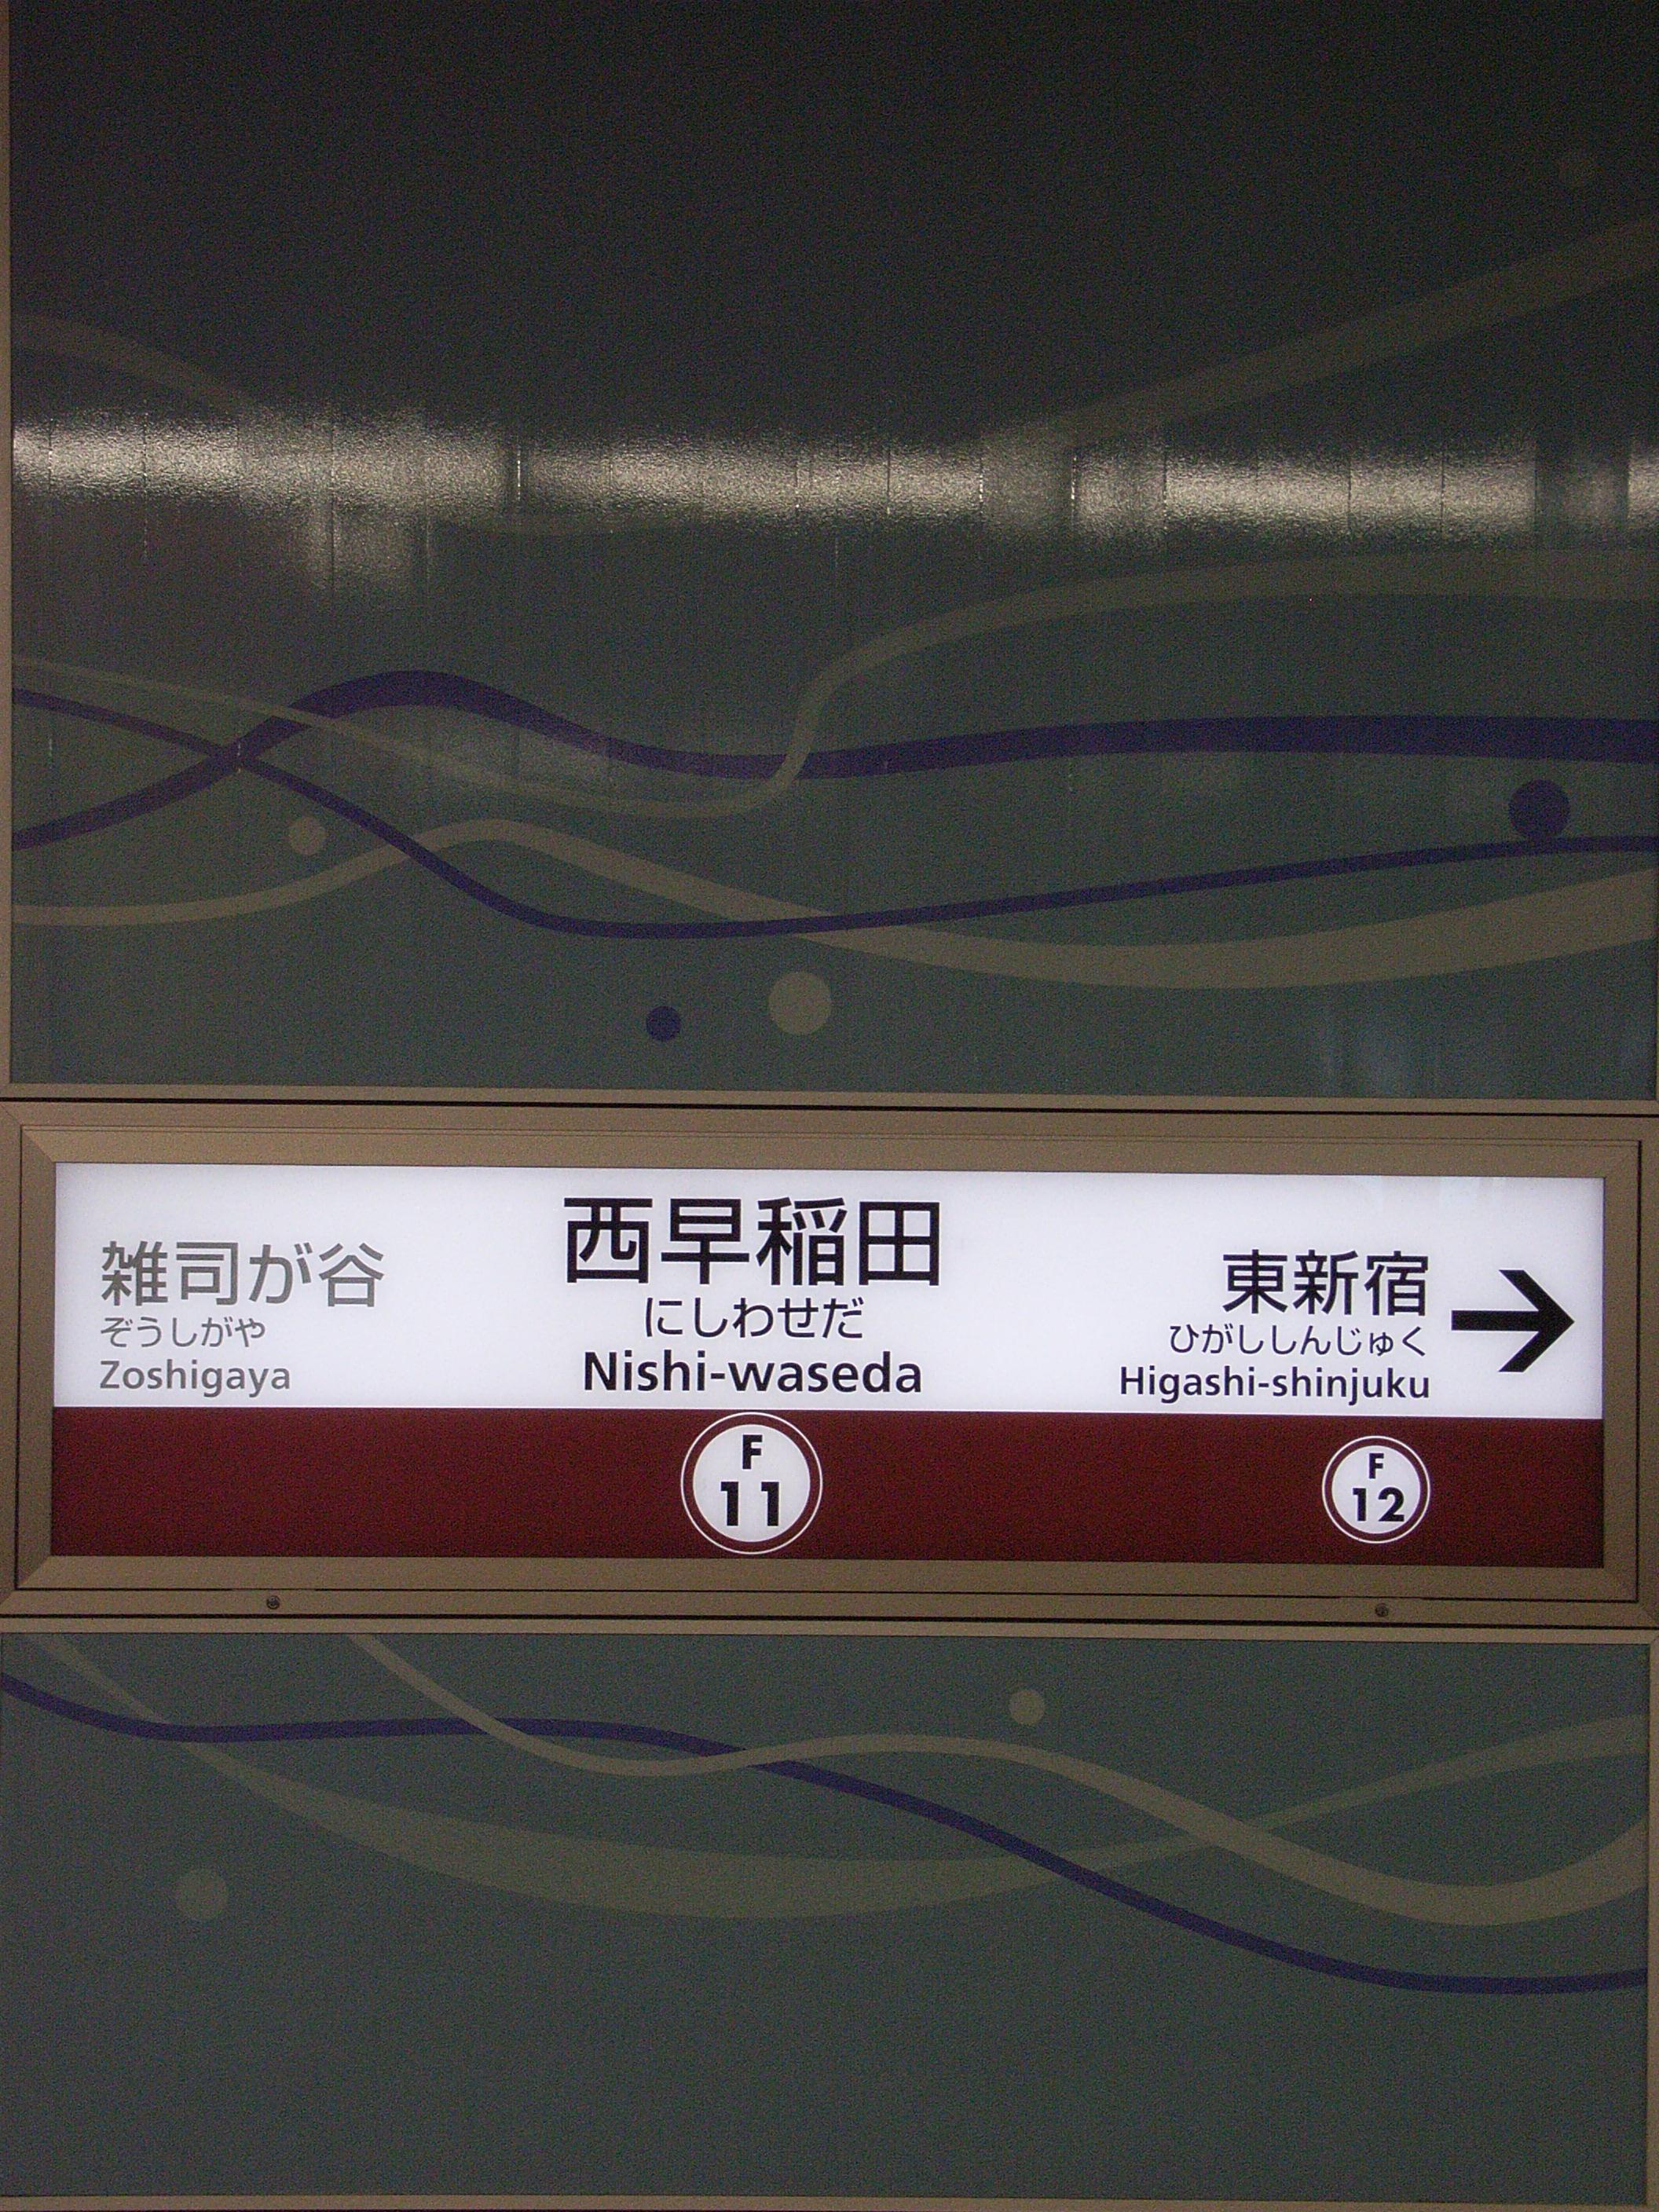 雑司が谷
ぞうしがや
Zoshigaya
西早稲田
にしわせだ
Nishi-waseda
東新宿
ひがししんじゅく
Higashi-shinjuku
F
11
F
12